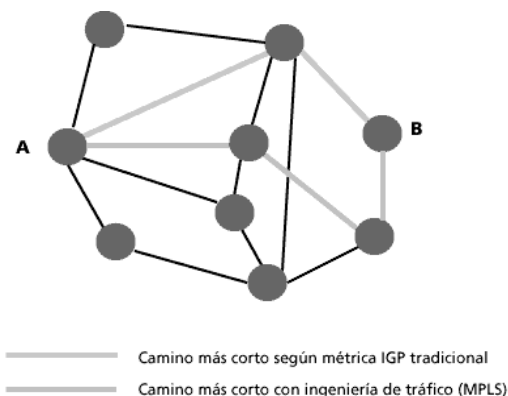 A
B
Camino más corto según métrica IGP tradicional
Camino más corto con ingeniería de tráfico (MPLS)